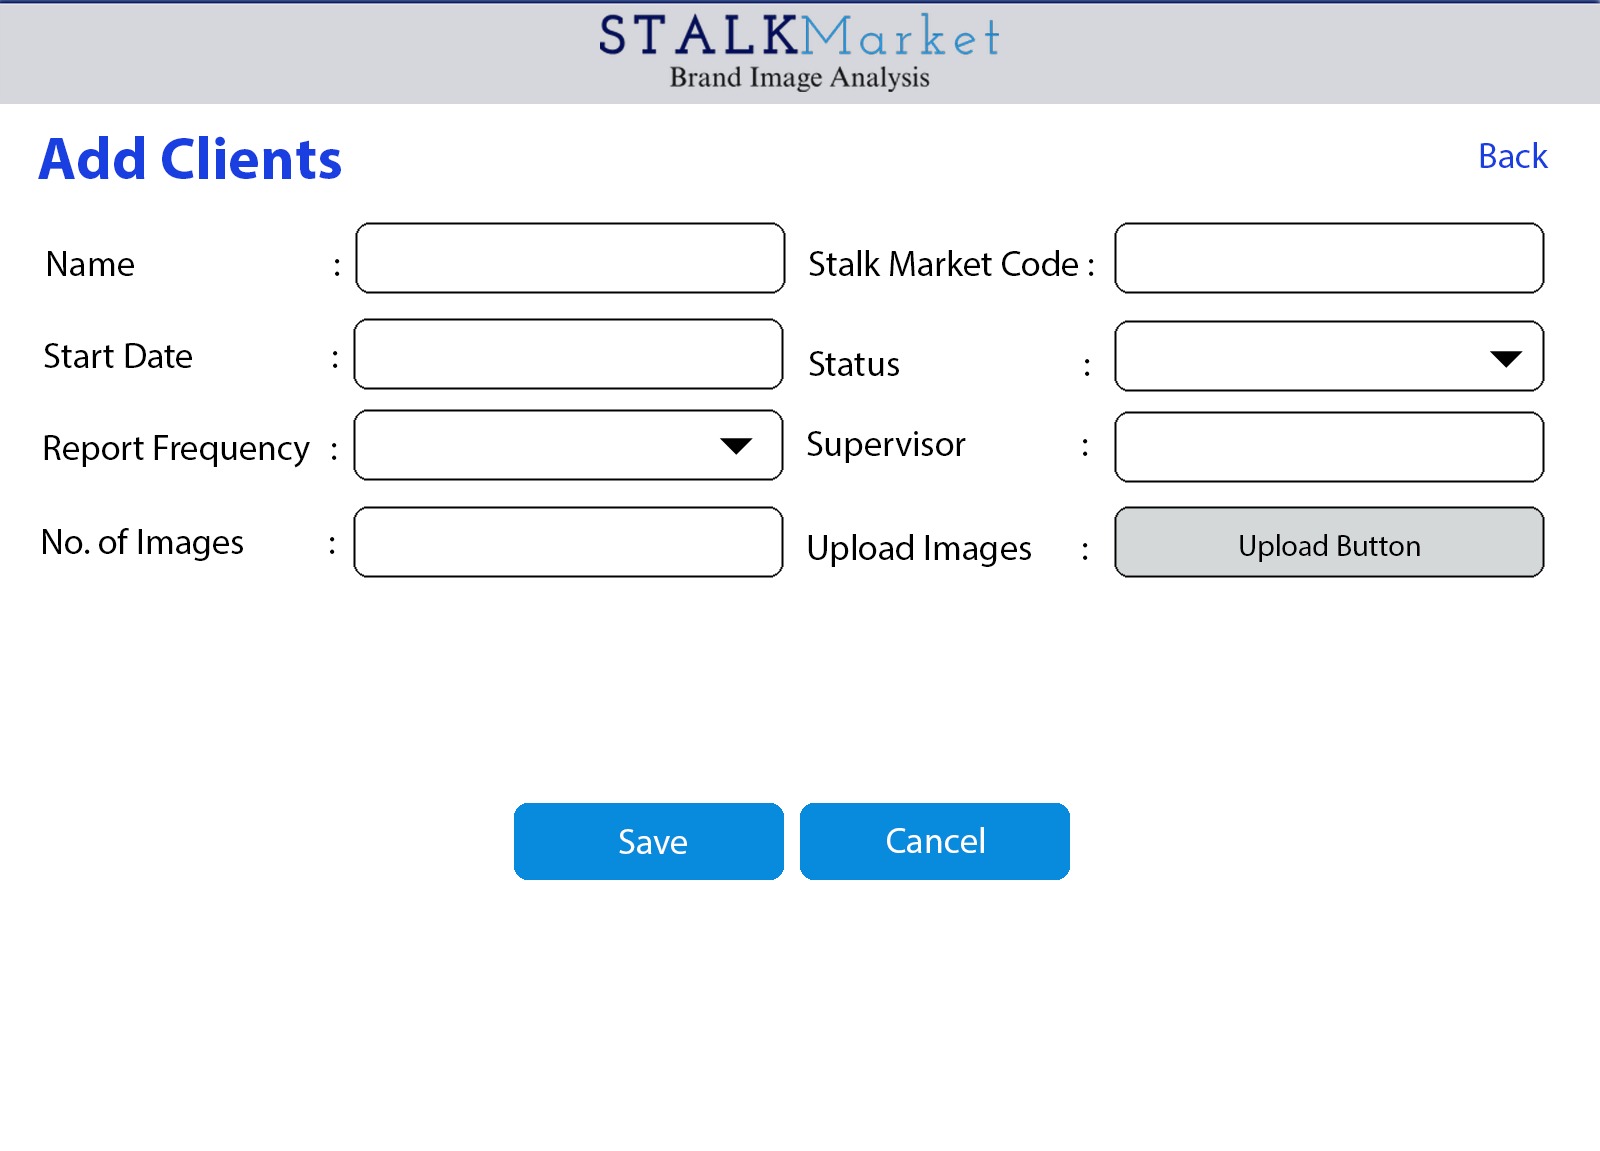 STALKMarket
Brand Image Analysis
Add Clients
Back
Name : Stalk Market Code :
Start Date : Status :
Report Frequency : Supervisor :
No. of Images : Upload Images : Upload Button
Save Cancel